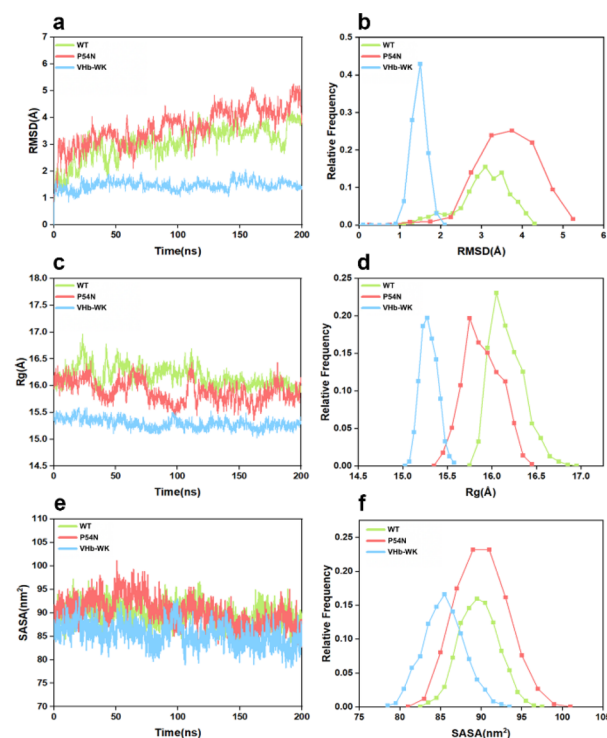 a
7
6
5
4
3
2
1
0
RMSD(Å)
WT
P54N
VHb-WK
0 50 100 150 200
Time(ns)
b
0.5
0.4
0.3
0.2
0.1
0.0
Relative Frequency
WT
P54N
VHb-WK
0 1 2 3 4 5 6
RMSD(Å)
c
18.0
17.5
17.0
16.5
16.0
15.5
15.0
14.5
Rg(Å)
WT
P54N
VHb-WK
0 50 100 150 200
Time(ns)
d
0.25
0.20
0.15
0.10
0.05
0.00
Relative Frequency
WT
P54N
VHb-WK
14.5 15.0 15.5 16.0 16.5 17.0
Rg(Å)
e
110
105
100
95
90
85
80
70
SASA(nm²)
WT
P54N
VHb-WK
0 50 100 150 200
Time(ns)
f
0.25
0.20
0.15
0.10
0.05
0.00
Relative Frequency
WT
P54N
VHb-WK
75 80 85 90 95 100 105
SASA(nm²)